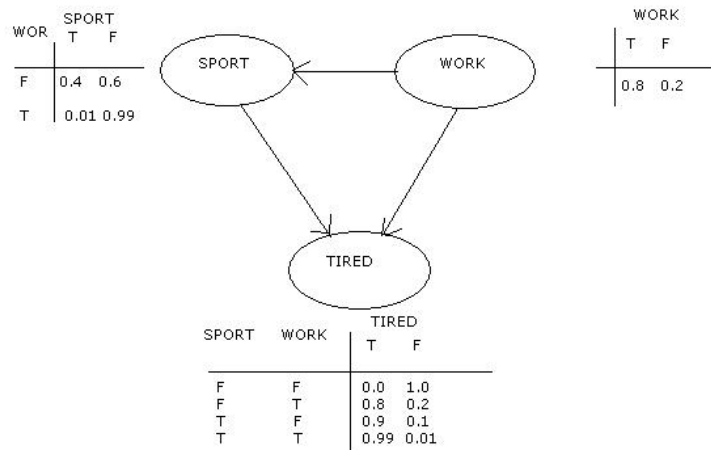 SPORT
WOR T F
F 0.4 0.6
T 0.01 0.99
SPORT
WORK
WORK
T F
0.8 0.2
TIRED
TIRED
SPORT WORK T F
F F 0.0 1.0
F T 0.8 0.2
T F 0.9 0.1
T T 0.99 0.01